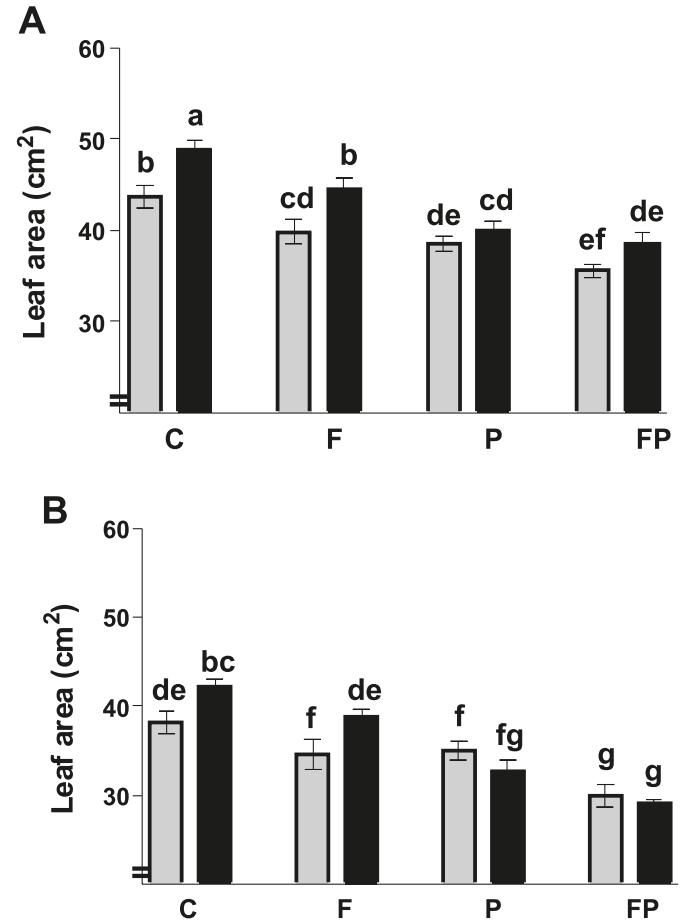 A
60
50
40
30
Leaf area (cm2)
b
a
cd
b
de
cd
ef
de
C
F
P
FP
B
60
50
40
30
Leaf area (cm2)
de
bc
f
de
f
fg
g
g
C
F
P
FP